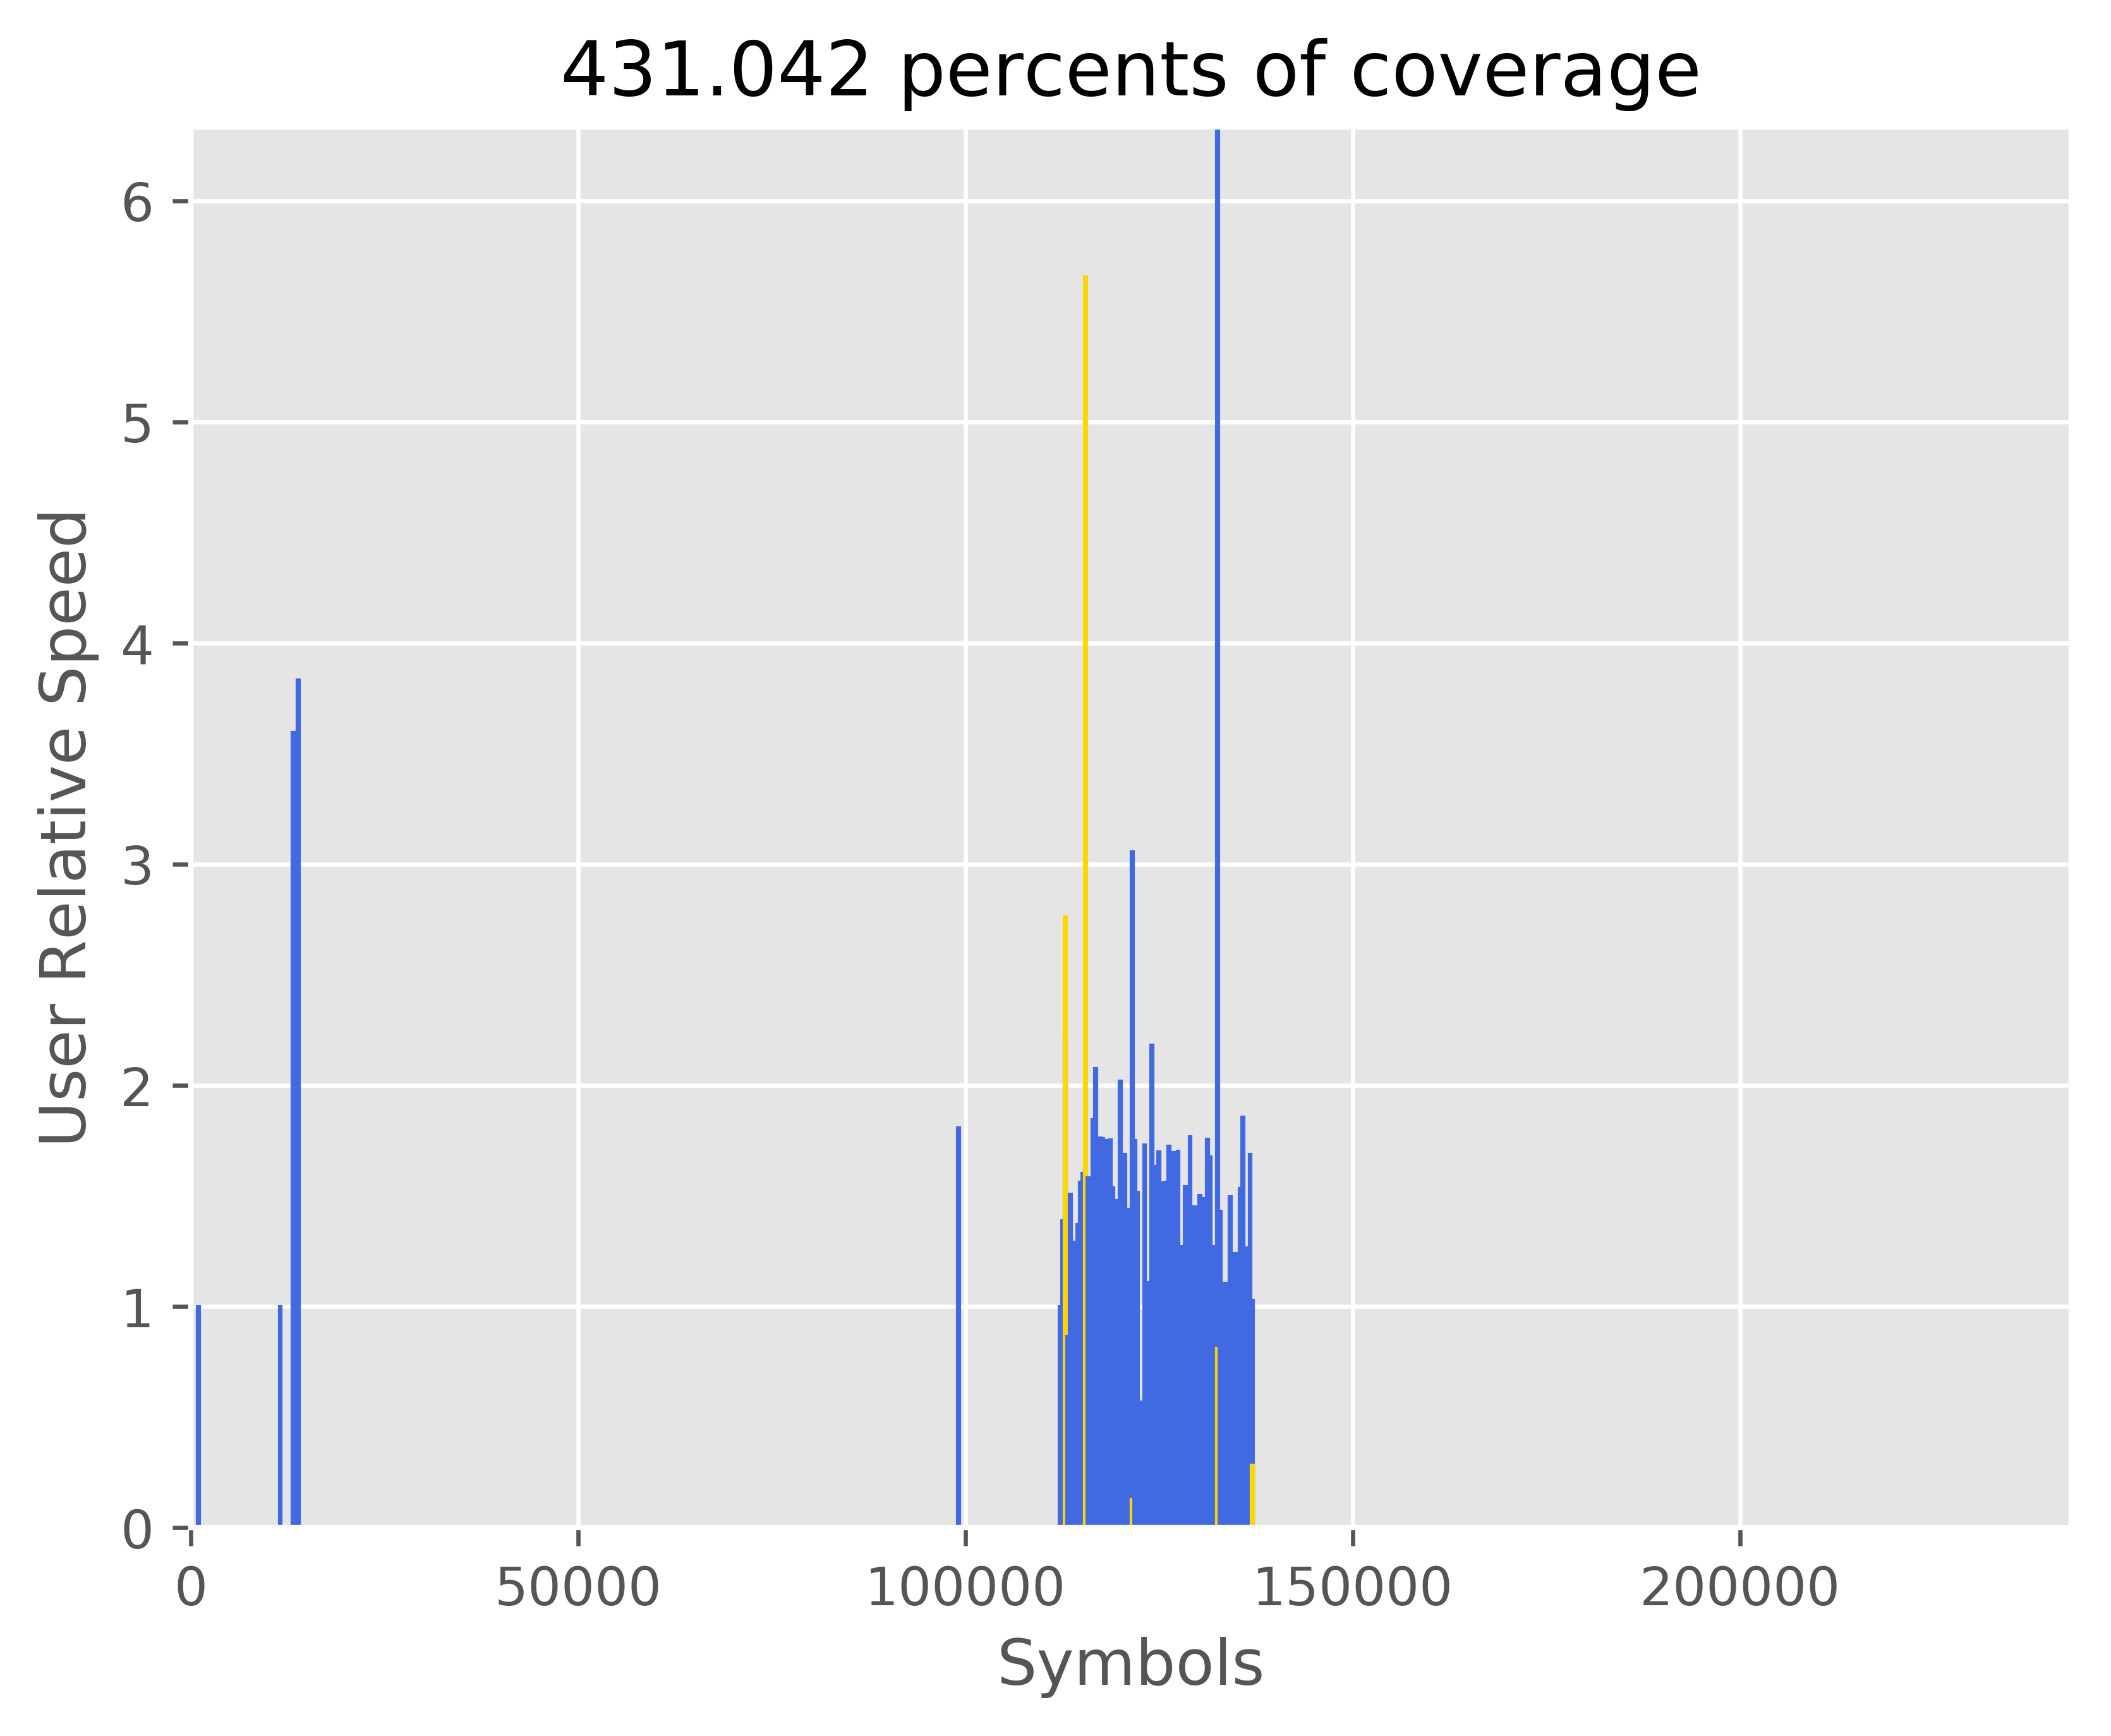 431.042 percents of coverage
User Relative Speed
6
5
4
3
2
1
0
0 50000 100000 150000 200000
Symbols